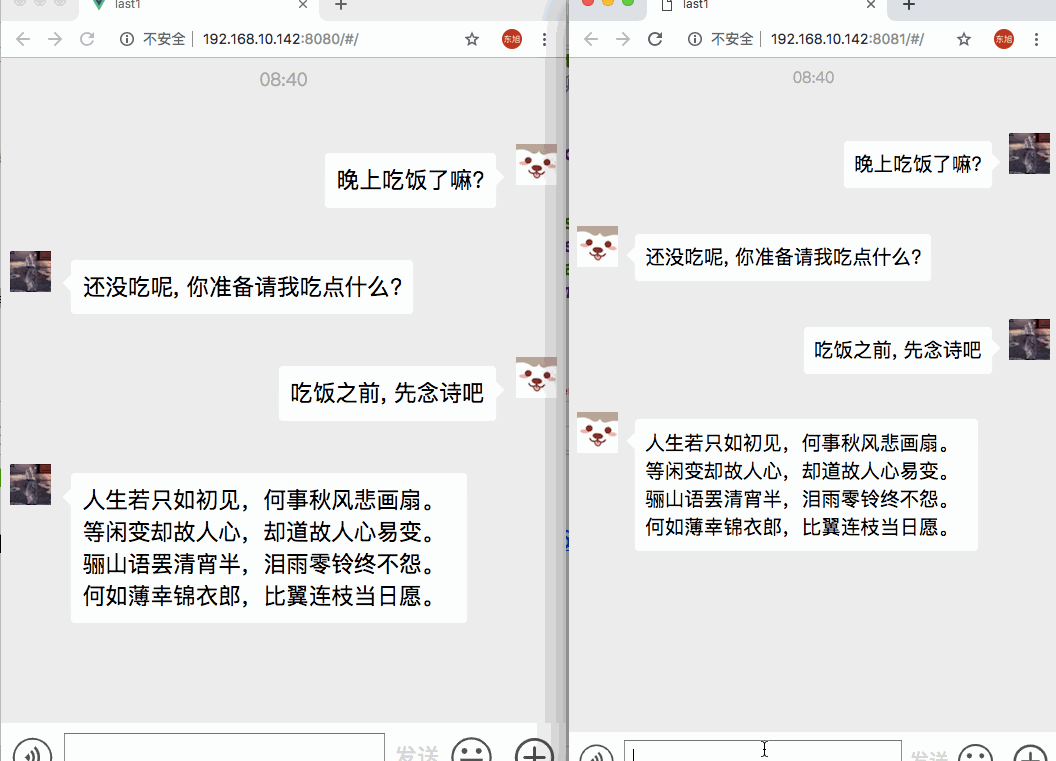 last1
不安全 192.168.10.142:8080/#/
东旭
08:40
晚上吃饭了嘛?
还没吃呢, 你准备请我吃点什么?
吃饭之前, 先念诗吧
人生若只如初见，何事秋风悲画扇。
等闲变却故人心，却道故人心易变。
骊山语罢清宵半，泪雨零铃终不怨。
何如薄幸锦衣郎，比翼连枝当日愿。
发送
last1
不安全 192.168.10.142:8081/#/
东旭
08:40
晚上吃饭了嘛?
还没吃呢, 你准备请我吃点什么?
吃饭之前, 先念诗吧
人生若只如初见，何事秋风悲画扇。
等闲变却故人心，却道故人心易变。
骊山语罢清宵半，泪雨零铃终不怨。
何如薄幸锦衣郎，比翼连枝当日愿。
发送